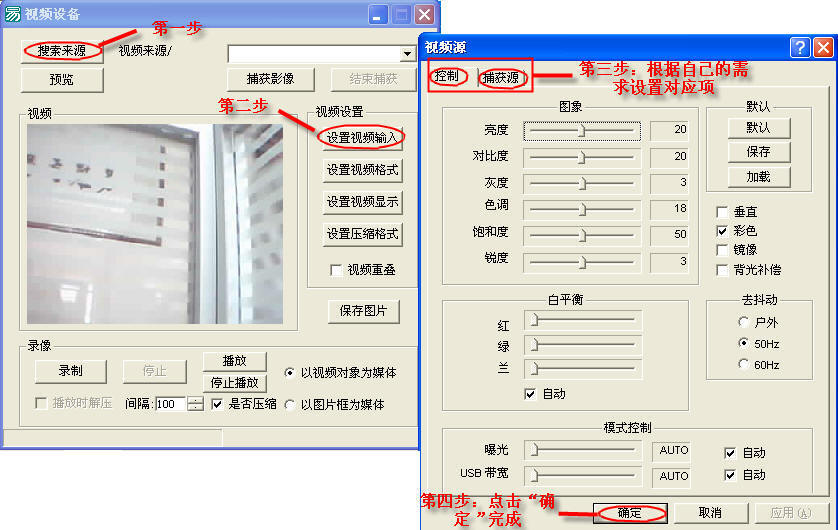 视频设备
第一步
搜索来源
视频来源/
预览
捕获影像
结束捕获
第二步
视频
视频设置
设置视频输入
设置视频格式
设置视频显示
设置压缩格式
视频重叠
保存图片
录像
录制
停止
播放
停止播放
以视频对象为媒体
播放时解压
间隔:
100
是否压缩
以图片框为媒体
视频源
控制
捕获源
第三步：根据自己的需
求设置对应项
图象
亮度
20
对比度
20
灰度
3
色调
18
饱和度
50
锐度
3
默认
默认
保存
加载
垂直
彩色
镜像
背光补偿
白平衡
红
绿
兰
自动
去抖动
户外
50Hz
60Hz
模式控制
曝光
AUTO
自动
USB 带宽
AUTO
自动
第四步：点击“确
定 ”完成
确定
取消
应用 (A)